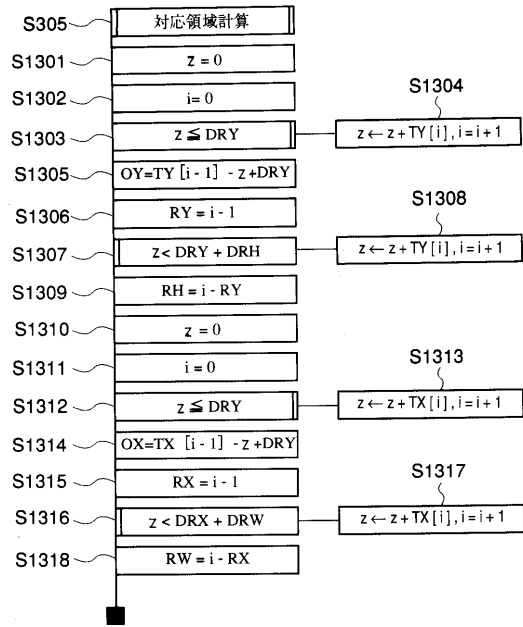 S305 対応領域計算
S1301 z = 0
S1302 i= 0
S1304
S1303 z ≦ DRY z ← z + TY [i] , i = i + 1
S1305 OY=TY [i - 1] - z+DRY
S1306 RY = i - 1
S1308
S1307 z< DRY + DRH z ← z + TY [i] , i = i + 1
S1309 RH = i - RY
S1310 z = 0
S1311 i = 0
S1313
S1312 z ≦ DRY z ← z + TX [i] , i = i + 1
S1314 OX=TX [i - 1] - z+DRY
S1315 RX = i - 1
S1317
S1316 z < DRX + DRW z ← z + TX [i] , i = i + 1
S1318 RW = i - RX